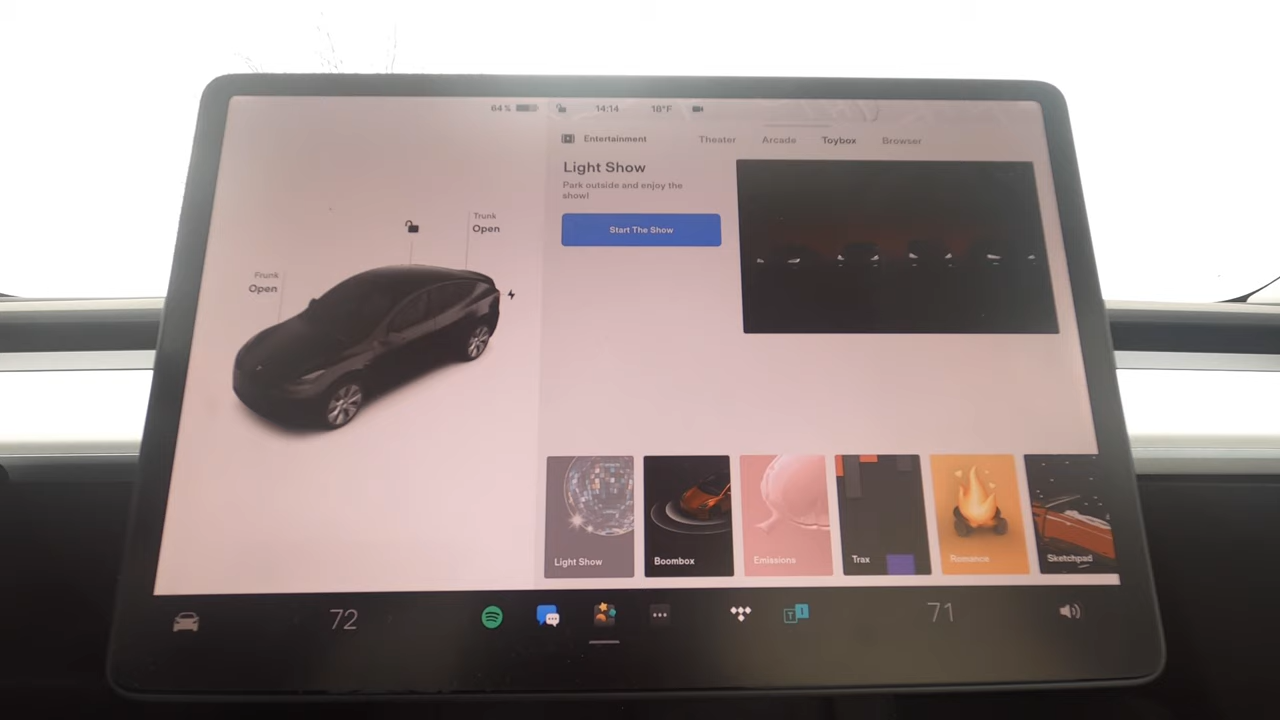 64 %
14:14
18°F
Entertainment
Theater
Arcade
Toybox
Browser
Light Show
Park outside and enjoy the
show!
Start The Show
Trunk
Open
Frunk
Open
Light Show
Boombox
Emissions
Trax
Romance
Sketchpad
72
T
1
71